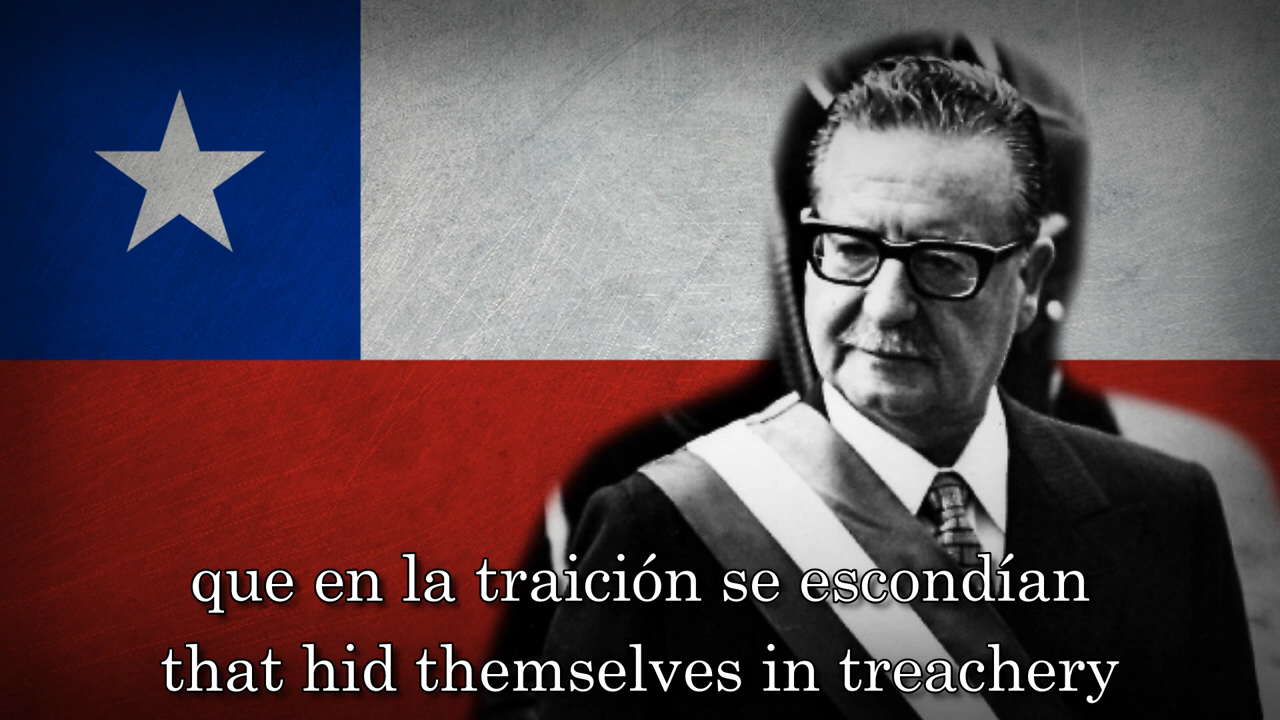 que en la traición se escondían
that hid themselves in treachery